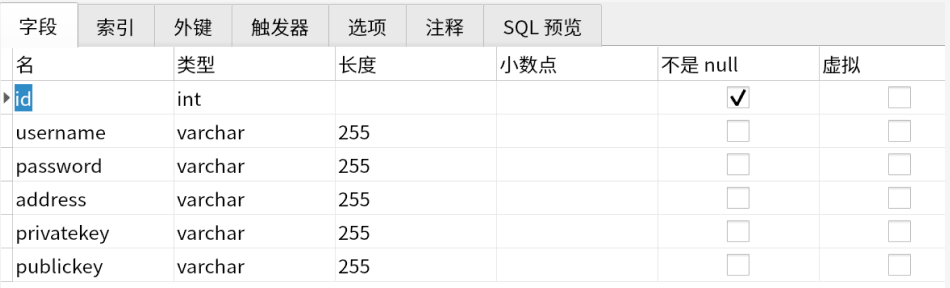 字段 索引 外键 触发器 选项 注释 SQL 预览
名 类型 长度 小数点 不是 null 虚拟
id int
username varchar 255
password varchar 255
address varchar 255
privatekey varchar 255
publickey varchar 255